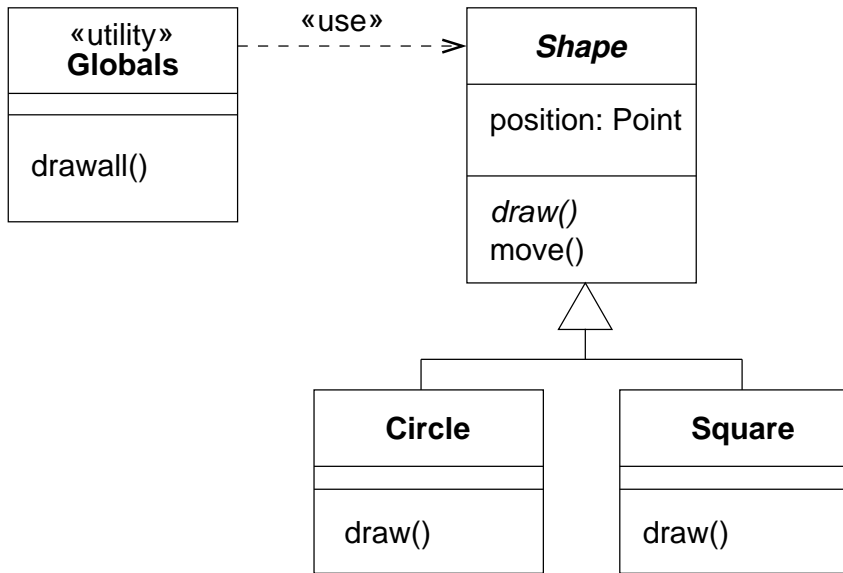 «utility»
Globals
drawall()
«use»
Shape
position: Point
draw()
move()
Circle
draw()
Square
draw()